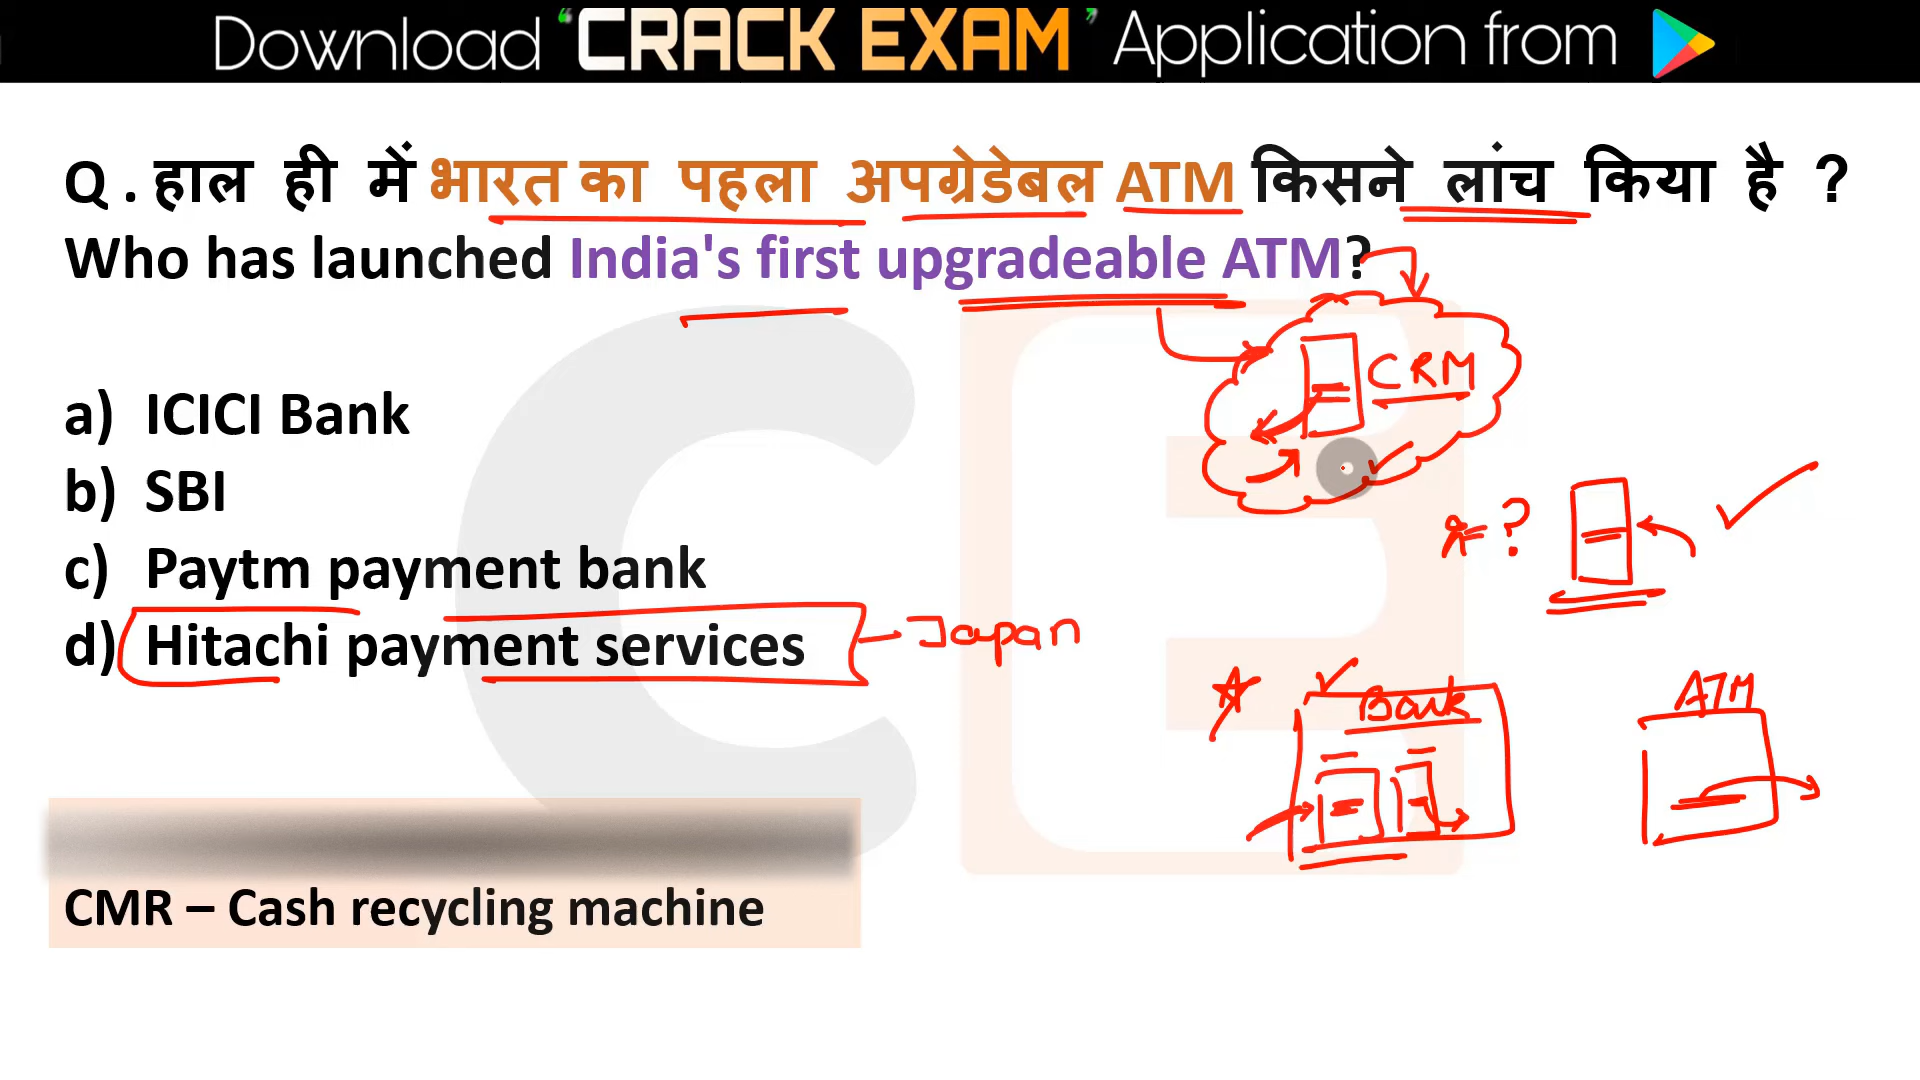 Download “CRACK EXAM” Application from
Q . हाल ही में भारत का पहला अपग्रेडेबल ATM किसने लांच किया है ?
Who has launched India's first upgradeable ATM?
CRM
a) ICICI Bank
b) SBI
?
c) Paytm payment bank
d) Hitachi payment services
Japan
Bank
ATM
CMR – Cash recycling machine